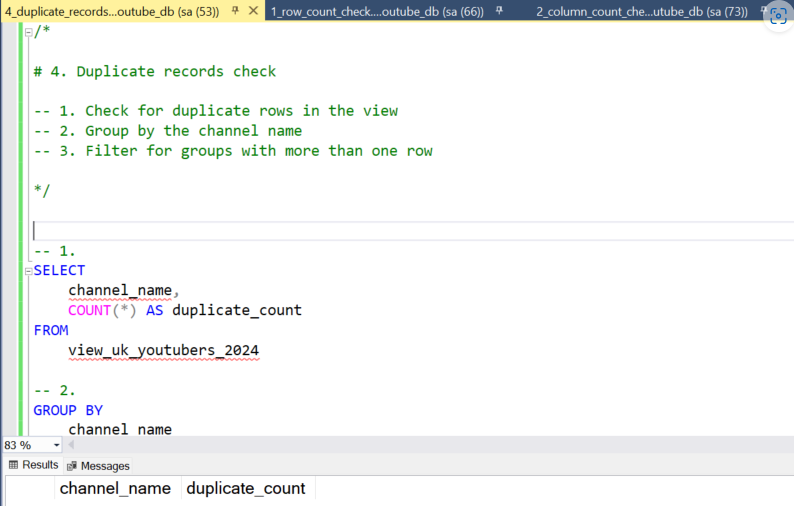 4_duplicate_records...outube_db (sa (53)) 1_row_count_check....outube_db (sa (66)) 2_column_count_che...utube_db (sa (73))
/*
# 4. Duplicate records check
-- 1. Check for duplicate rows in the view
-- 2. Group by the channel name
-- 3. Filter for groups with more than one row
*/
-- 1.
SELECT
channel_name,
COUNT(*) AS duplicate_count
FROM
view_uk_youtubers_2024
-- 2.
GROUP BY
channel_name
83 %
Results Messages
channel_name duplicate_count